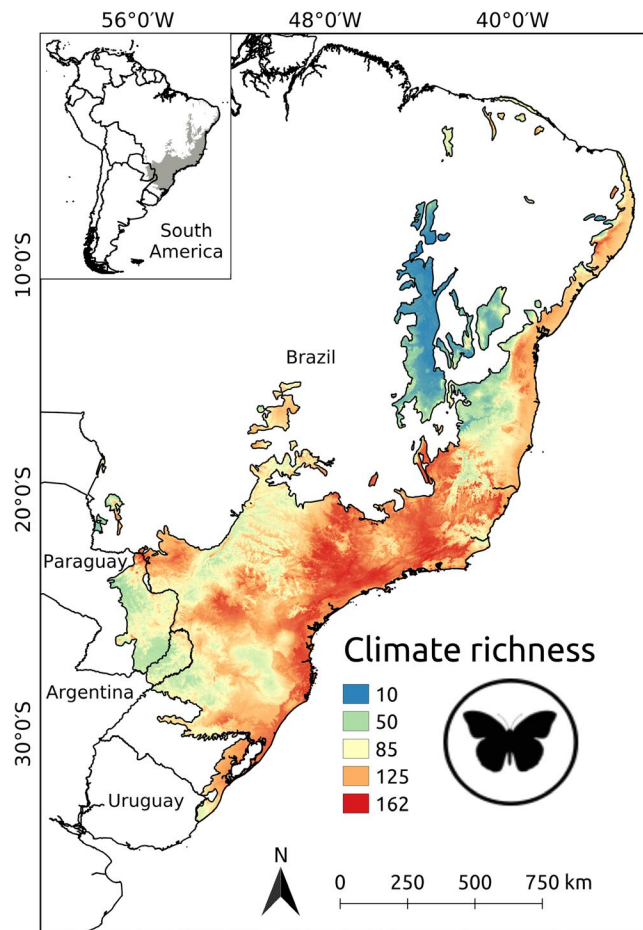 56°0'W 48°0'W 40°0'W
South
America
10°0'S
Brazil
20°0'S
Paraguay
Climate richness
Argentina
10
50
30°0'S
85
125
Uruguay
162
N
0 250 500 750 km